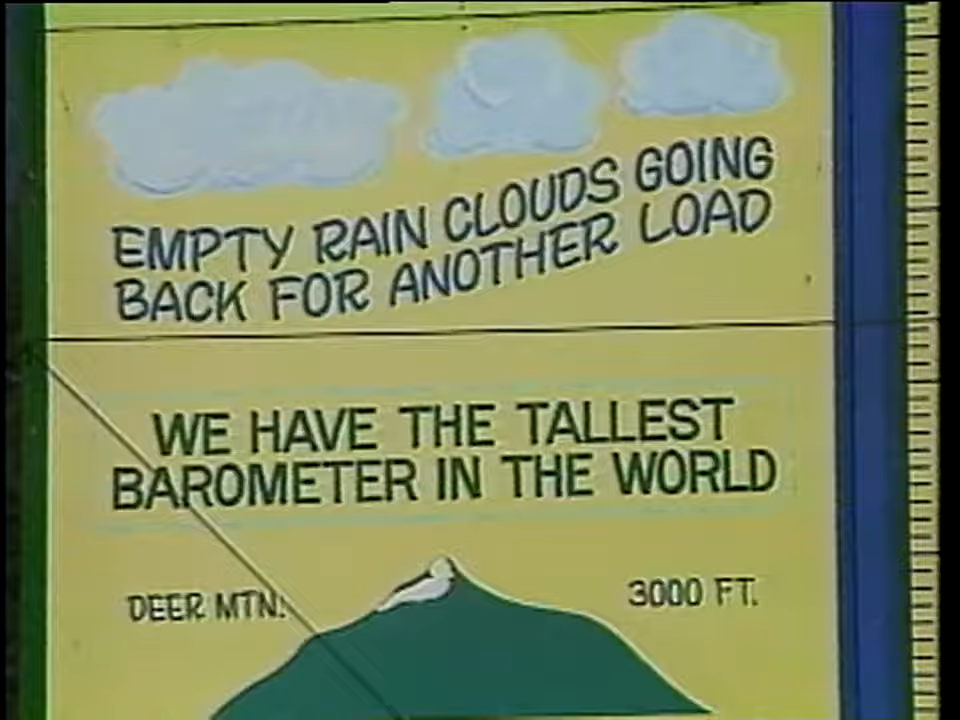 EMPTY RAIN CLOUDS GOING
BACK FOR ANOTHER LOAD
WE HAVE THE TALLEST
BAROMETER IN THE WORLD
DEER MTN.
3000 FT.